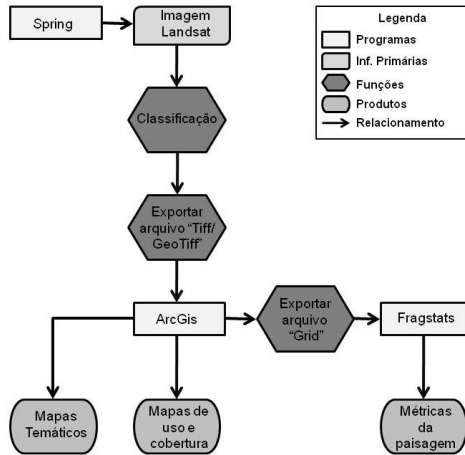 Spring
Imagem
Landsat
Legenda
Programas
Inf. Primárias
Funções
Produtos
Relacionamento
Classificação
Exportar
arquivo “Tiff/
GeoTiff”
ArcGis
Exportar
arquivo
“Grid”
Fragstats
Mapas
Temáticos
Mapas de
uso e
cobertura
Métricas
da
paisagem